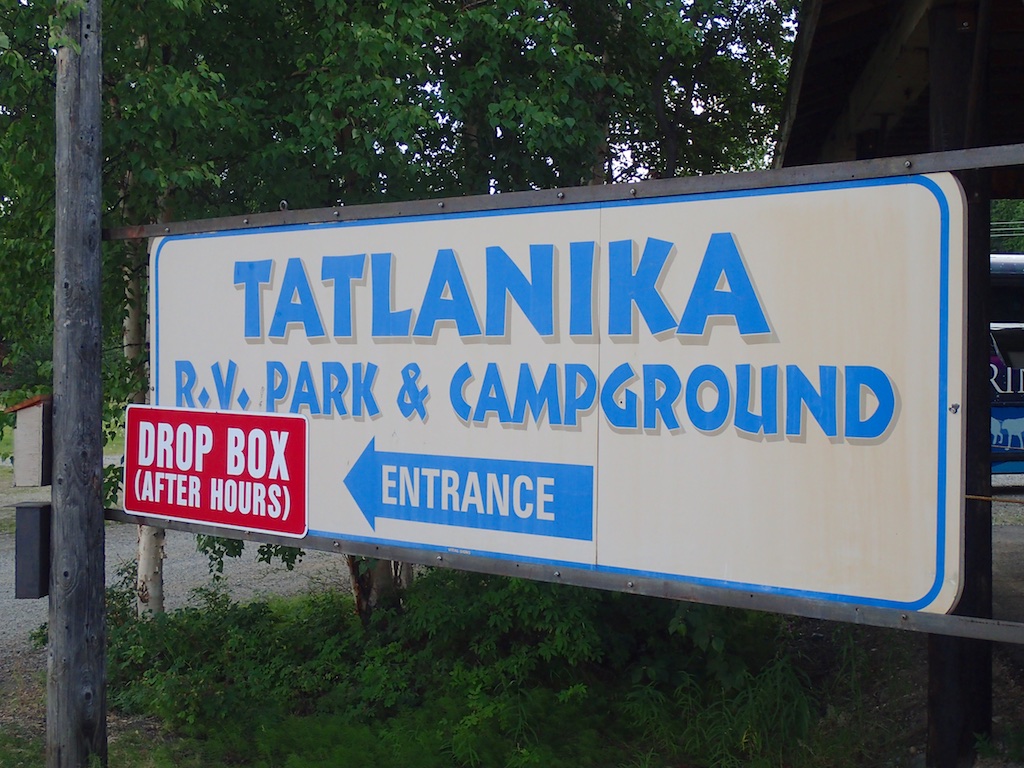 TATLANIKA
R.V. PARK & CAMPGROUND
DROP BOX
(AFTER HOURS)
ENTRANCE